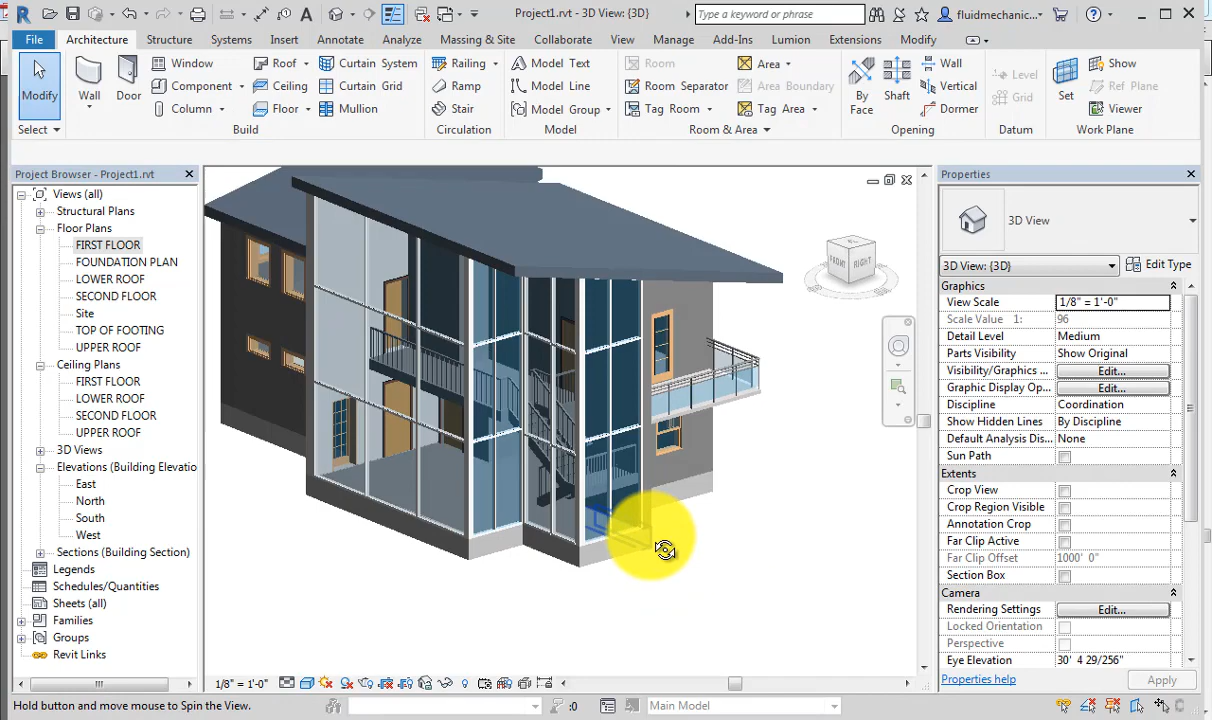 Project1.rvt - 3D View: {3D}
Type a keyword or phrase
fluidmechanic...
File Architecture Structure Systems Insert Annotate Analyze Massing & Site Collaborate View Manage Add-Ins Lumion Extensions Modify
Modify
Select
Wall
Door
Window
Component
Column
Roof
Ceiling
Floor
Curtain System
Curtain Grid
Mullion
Build
Railing
Ramp
Stair
Circulation
Model Text
Model Line
Model Group
Model
Room
Room Separator
Tag Room
Area
Area Boundary
Tag Area
Room & Area
By Face
Shaft
Wall
Vertical
Dormer
Opening
Level
Grid
Datum
Set
Show
Ref Plane
Viewer
Work Plane
Project Browser - Project1.rvt
Views (all)
Structural Plans
Floor Plans
FIRST FLOOR
FOUNDATION PLAN
LOWER ROOF
SECOND FLOOR
Site
TOP OF FOOTING
UPPER ROOF
Ceiling Plans
FIRST FLOOR
LOWER ROOF
SECOND FLOOR
UPPER ROOF
3D Views
Elevations (Building Elevatio
East
North
South
West
Sections (Building Section)
Legends
Schedules/Quantities
Sheets (all)
Families
Groups
Revit Links
FRONT RIGHT
Properties
3D View
3D View: {3D} Edit Type
Graphics
View Scale 1/8" = 1'-0"
Scale Value 1: 96
Detail Level Medium
Parts Visibility Show Original
Visibility/Graphics ... Edit...
Graphic Display Op... Edit...
Discipline Coordination
Show Hidden Lines By Discipline
Default Analysis Dis... None
Sun Path
Extents
Crop View
Crop Region Visible
Annotation Crop
Far Clip Active
Far Clip Offset 1000' 0"
Section Box
Camera
Rendering Settings Edit...
Locked Orientation
Perspective
Eye Elevation 30' 4 29/256"
Properties help Apply
1/8" = 1'-0"
Hold button and move mouse to Spin the View.
:0
Main Model